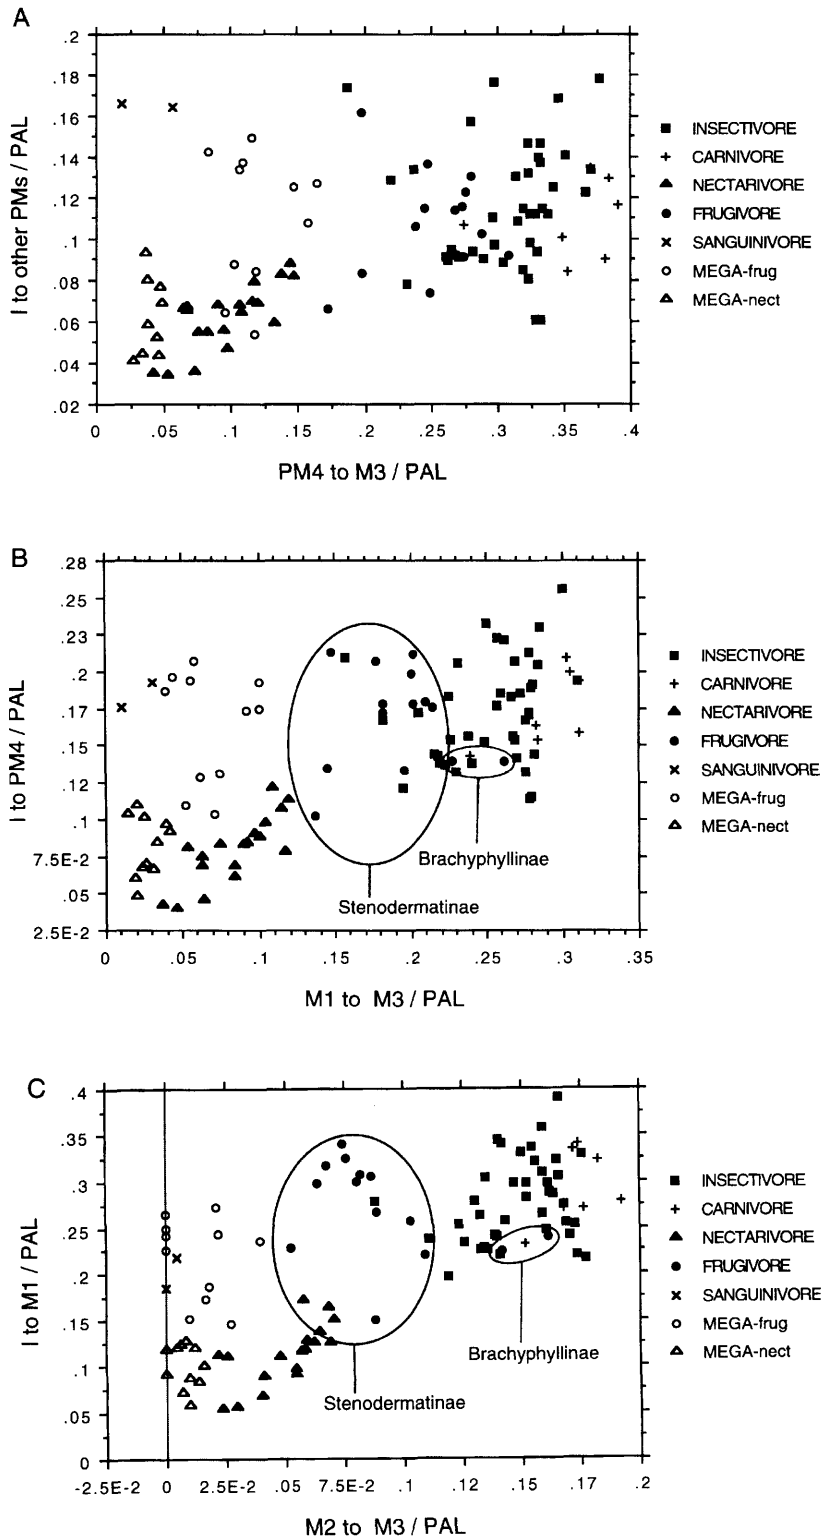 A
I to other PMs / PAL
.2
.18
.16
.14
.12
.1
.08
.06
.04
.02
0 .05 .1 .15 .2 .25 .3 .35 .4
PM4 to M3 / PAL
INSECTIVORE
CARNIVORE
NECTARIVORE
FRUGIVORE
SANGUINIVORE
MEGA-frug
MEGA-nect
B
I to PM4 / PAL
.28
.25
.23
.2
.17
.15
.12
.1
7.5E-2
.05
2.5E-2
Brachyphyllinae
Stenodermatinae
0 .05 .1 .15 .2 .25 .3 .35
M1 to M3 / PAL
INSECTIVORE
CARNIVORE
NECTARIVORE
FRUGIVORE
SANGUINIVORE
MEGA-frug
MEGA-nect
C
I to M1 / PAL
.4
.35
.3
.25
.2
.15
.1
.05
0
Brachyphyllinae
Stenodermatinae
-2.5E-2 0 2.5E-2 .05 7.5E-2 .1 .12 .15 .17 .2
M2 to M3 / PAL
INSECTIVORE
CARNIVORE
NECTARIVORE
FRUGIVORE
SANGUINIVORE
MEGA-frug
MEGA-nect